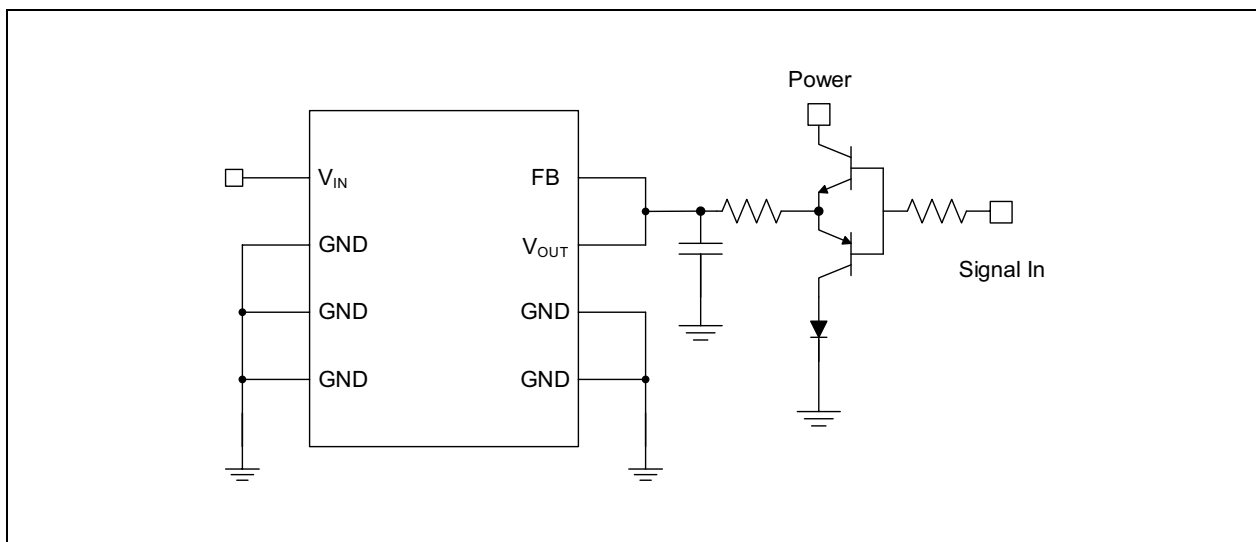 Power
V_IN
FB
GND
V_OUT
Signal In
GND
GND
GND
GND